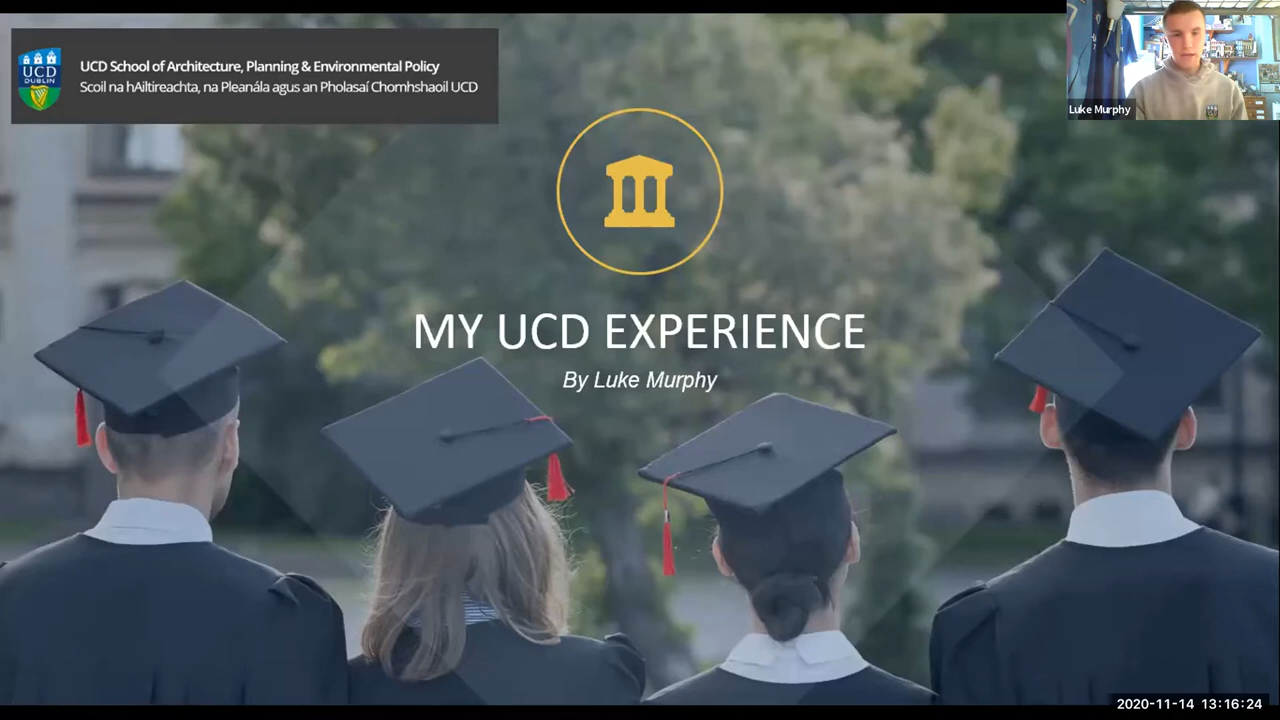 UCD
DUBLIN
UCD School of Architecture, Planning & Environmental Policy
Scoil na hAiltireachta, na Pleanála agus an Pholasaí Chomhshaoil UCD
Luke Murphy
MY UCD EXPERIENCE
By Luke Murphy
2020-11-14 13:16:24